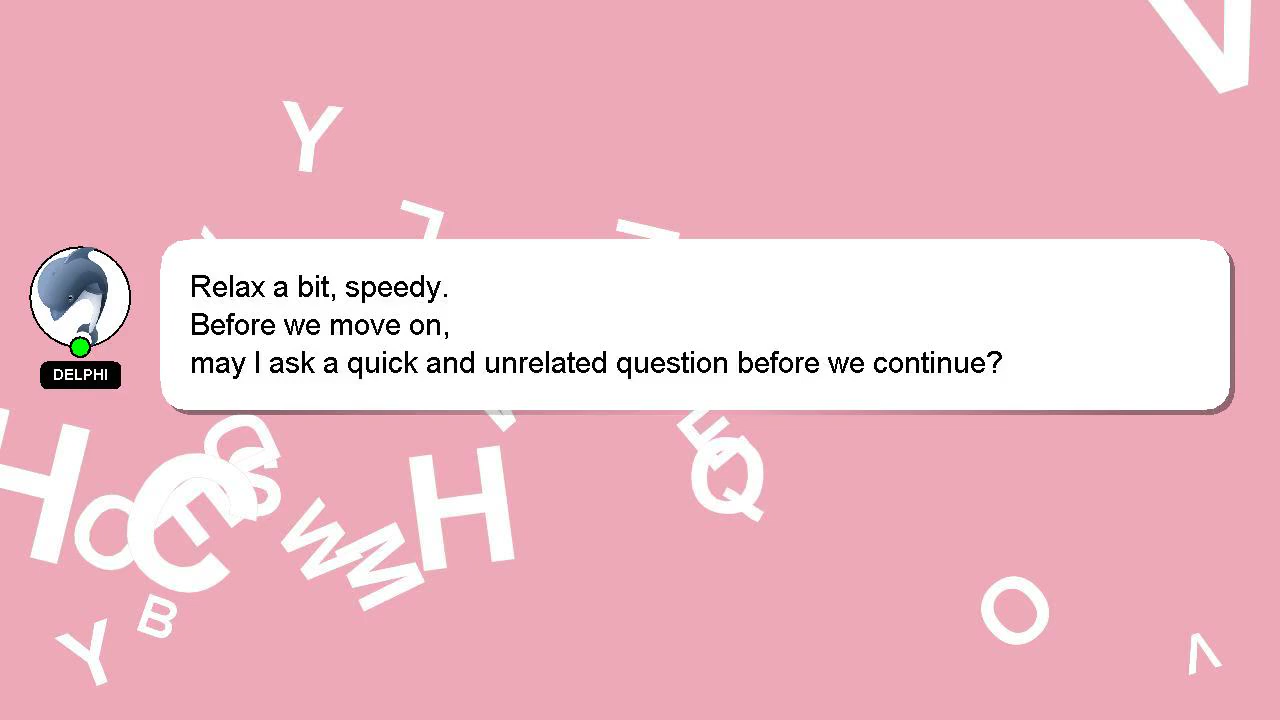 Relax a bit, speedy.
Before we move on,
may I ask a quick and unrelated question before we continue?
DELPHI
V
Y
H
O
C
S
W
M
H
Q
Y
B
O
V